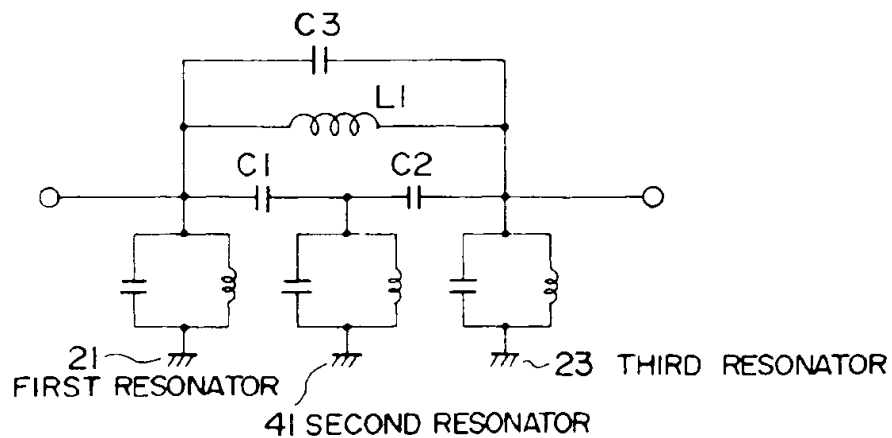 C3
L1
C1
C2
21
FIRST RESONATOR
41 SECOND RESONATOR
23 THIRD RESONATOR